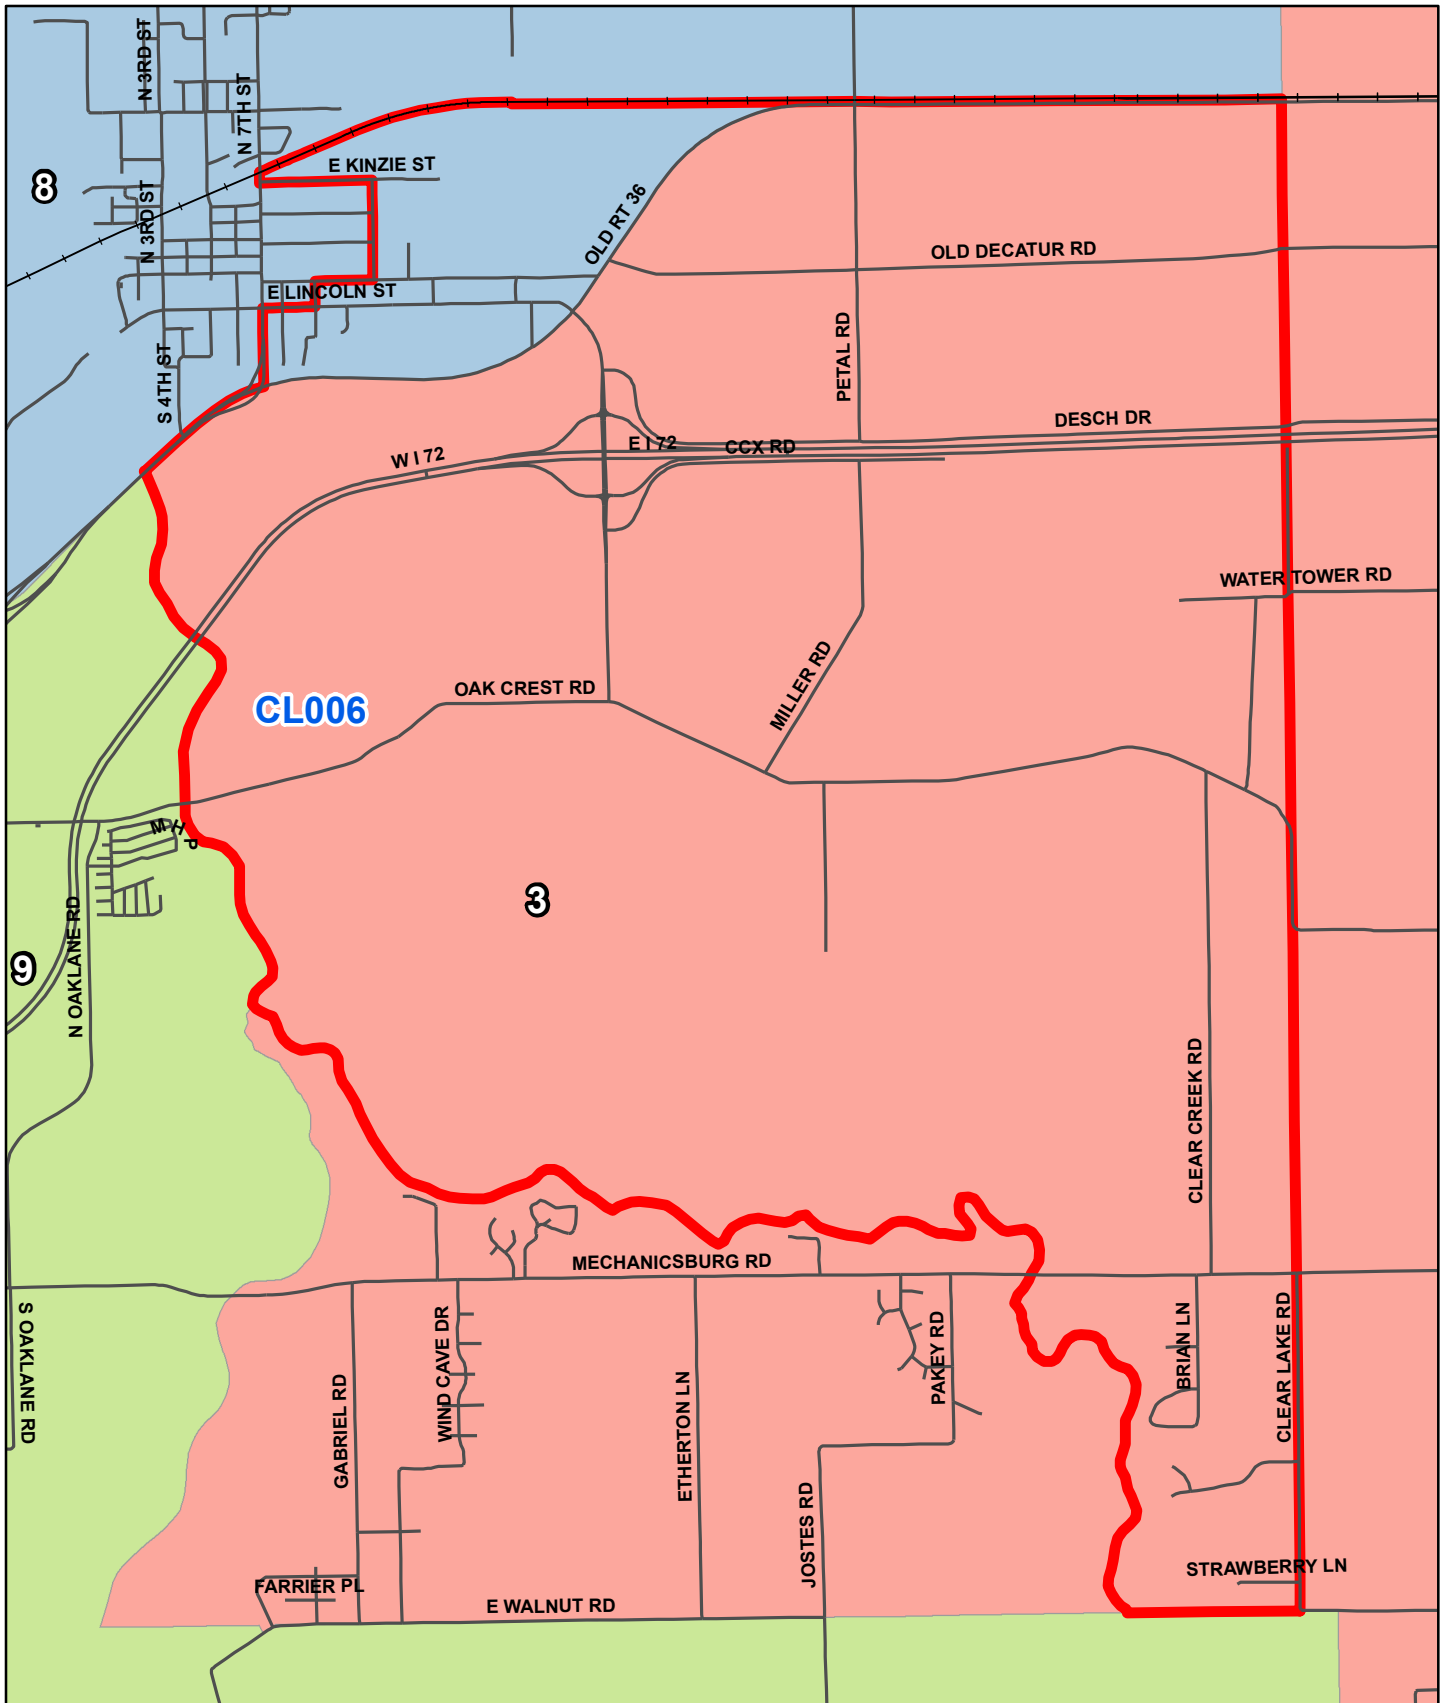 N 3RD ST
N 7TH ST
E KINZIE ST
8
N 3RD ST
OLD RT 36
OLD DECATUR RD
E LINCOLN ST
PETAL RD
S 4TH ST
DESCH DR
W I 72
E I 72
CCX RD
WATER TOWER RD
MILLER RD
OAK CREST RD
CL006
M H P
3
N OAKLANE RD
9
CLEAR CREEK RD
MECHANICSBURG RD
S OAKLANE RD
WIND CAVE DR
PAKEY RD
BRIAN LN
CLEAR LAKE RD
GABRIEL RD
ETHERTON LN
JOSTES RD
STRAWBERRY LN
FARRIER PL
E WALNUT RD